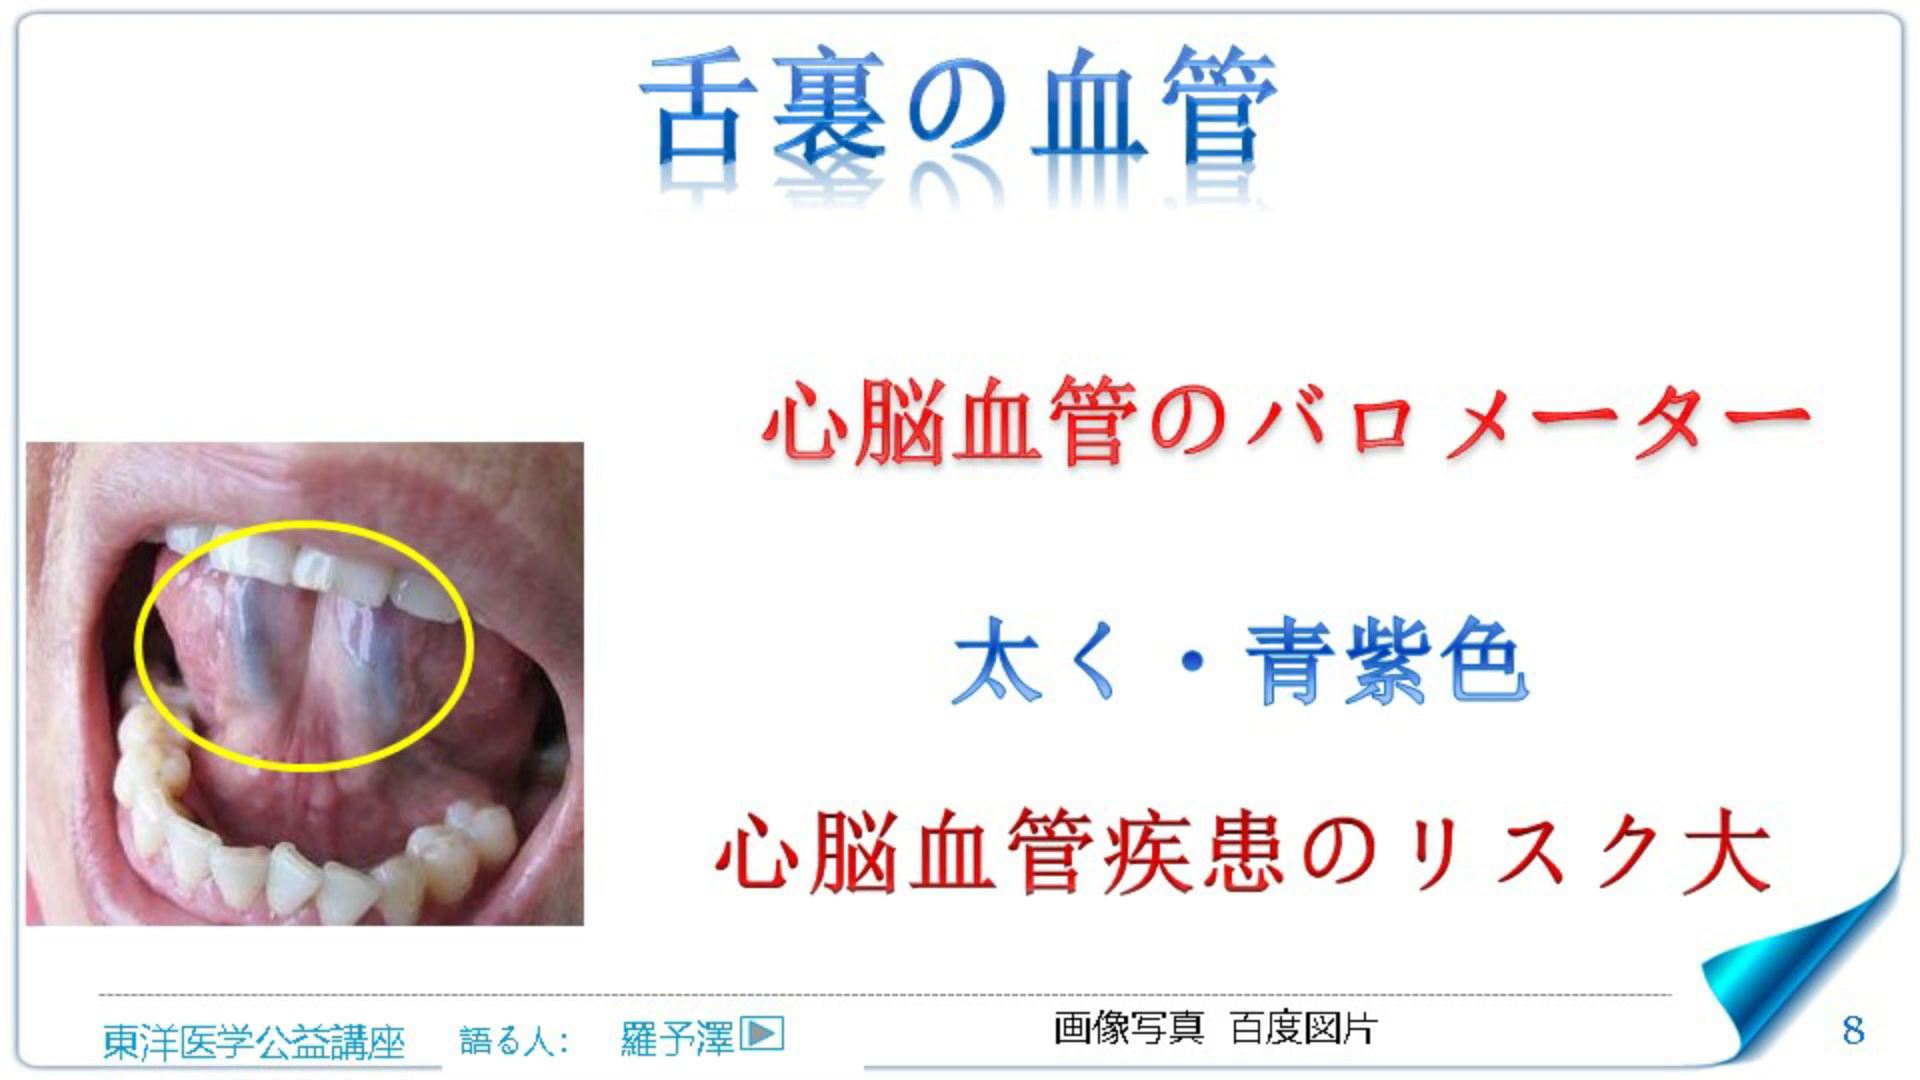 舌裏の血管
心脳血管のバロメーター
太く・青紫色
心脳血管疾患のリスク大
東洋医学公益講座 語る人： 羅予澤
画像写真 百度図片
8